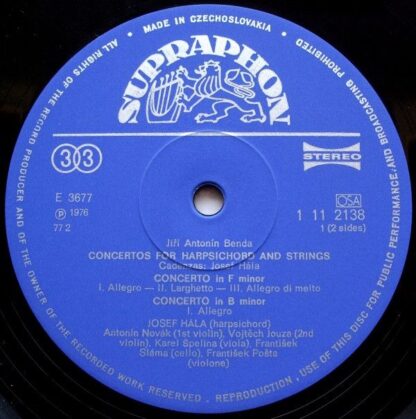 MADE IN CZECHOSLOVAKIA
ALL RIGHTS OF THE RECORD PRODUCER AND OF THE OWNER OF THE RECORDED WORK RESERVED . REPRODUCTION , USE OF THIS DISC FOR PUBLIC PERFORMANCE AND BROADCASTING PROHIBITED
SUPRAPHON
33
STEREO
E 3677
OSA
℗ 1976
1 11 2138
77 2
1 (2 sides)
Jiří Antonín Benda
CONCERTOS FOR HARPSICHORD AND STRINGS
Cadenzas: Josef Hála
CONCERTO in F minor
I. Allegro — II. Larghetto — III. Allegro di molto
CONCERTO in B minor
I. Allegro
JOSEF HÁLA (harpsichord)
Antonín Novák (1st violin), Vojtěch Jouza (2nd
violin), Karel Špelina (viola), František
Sláma (cello), František Pošta
(violone)